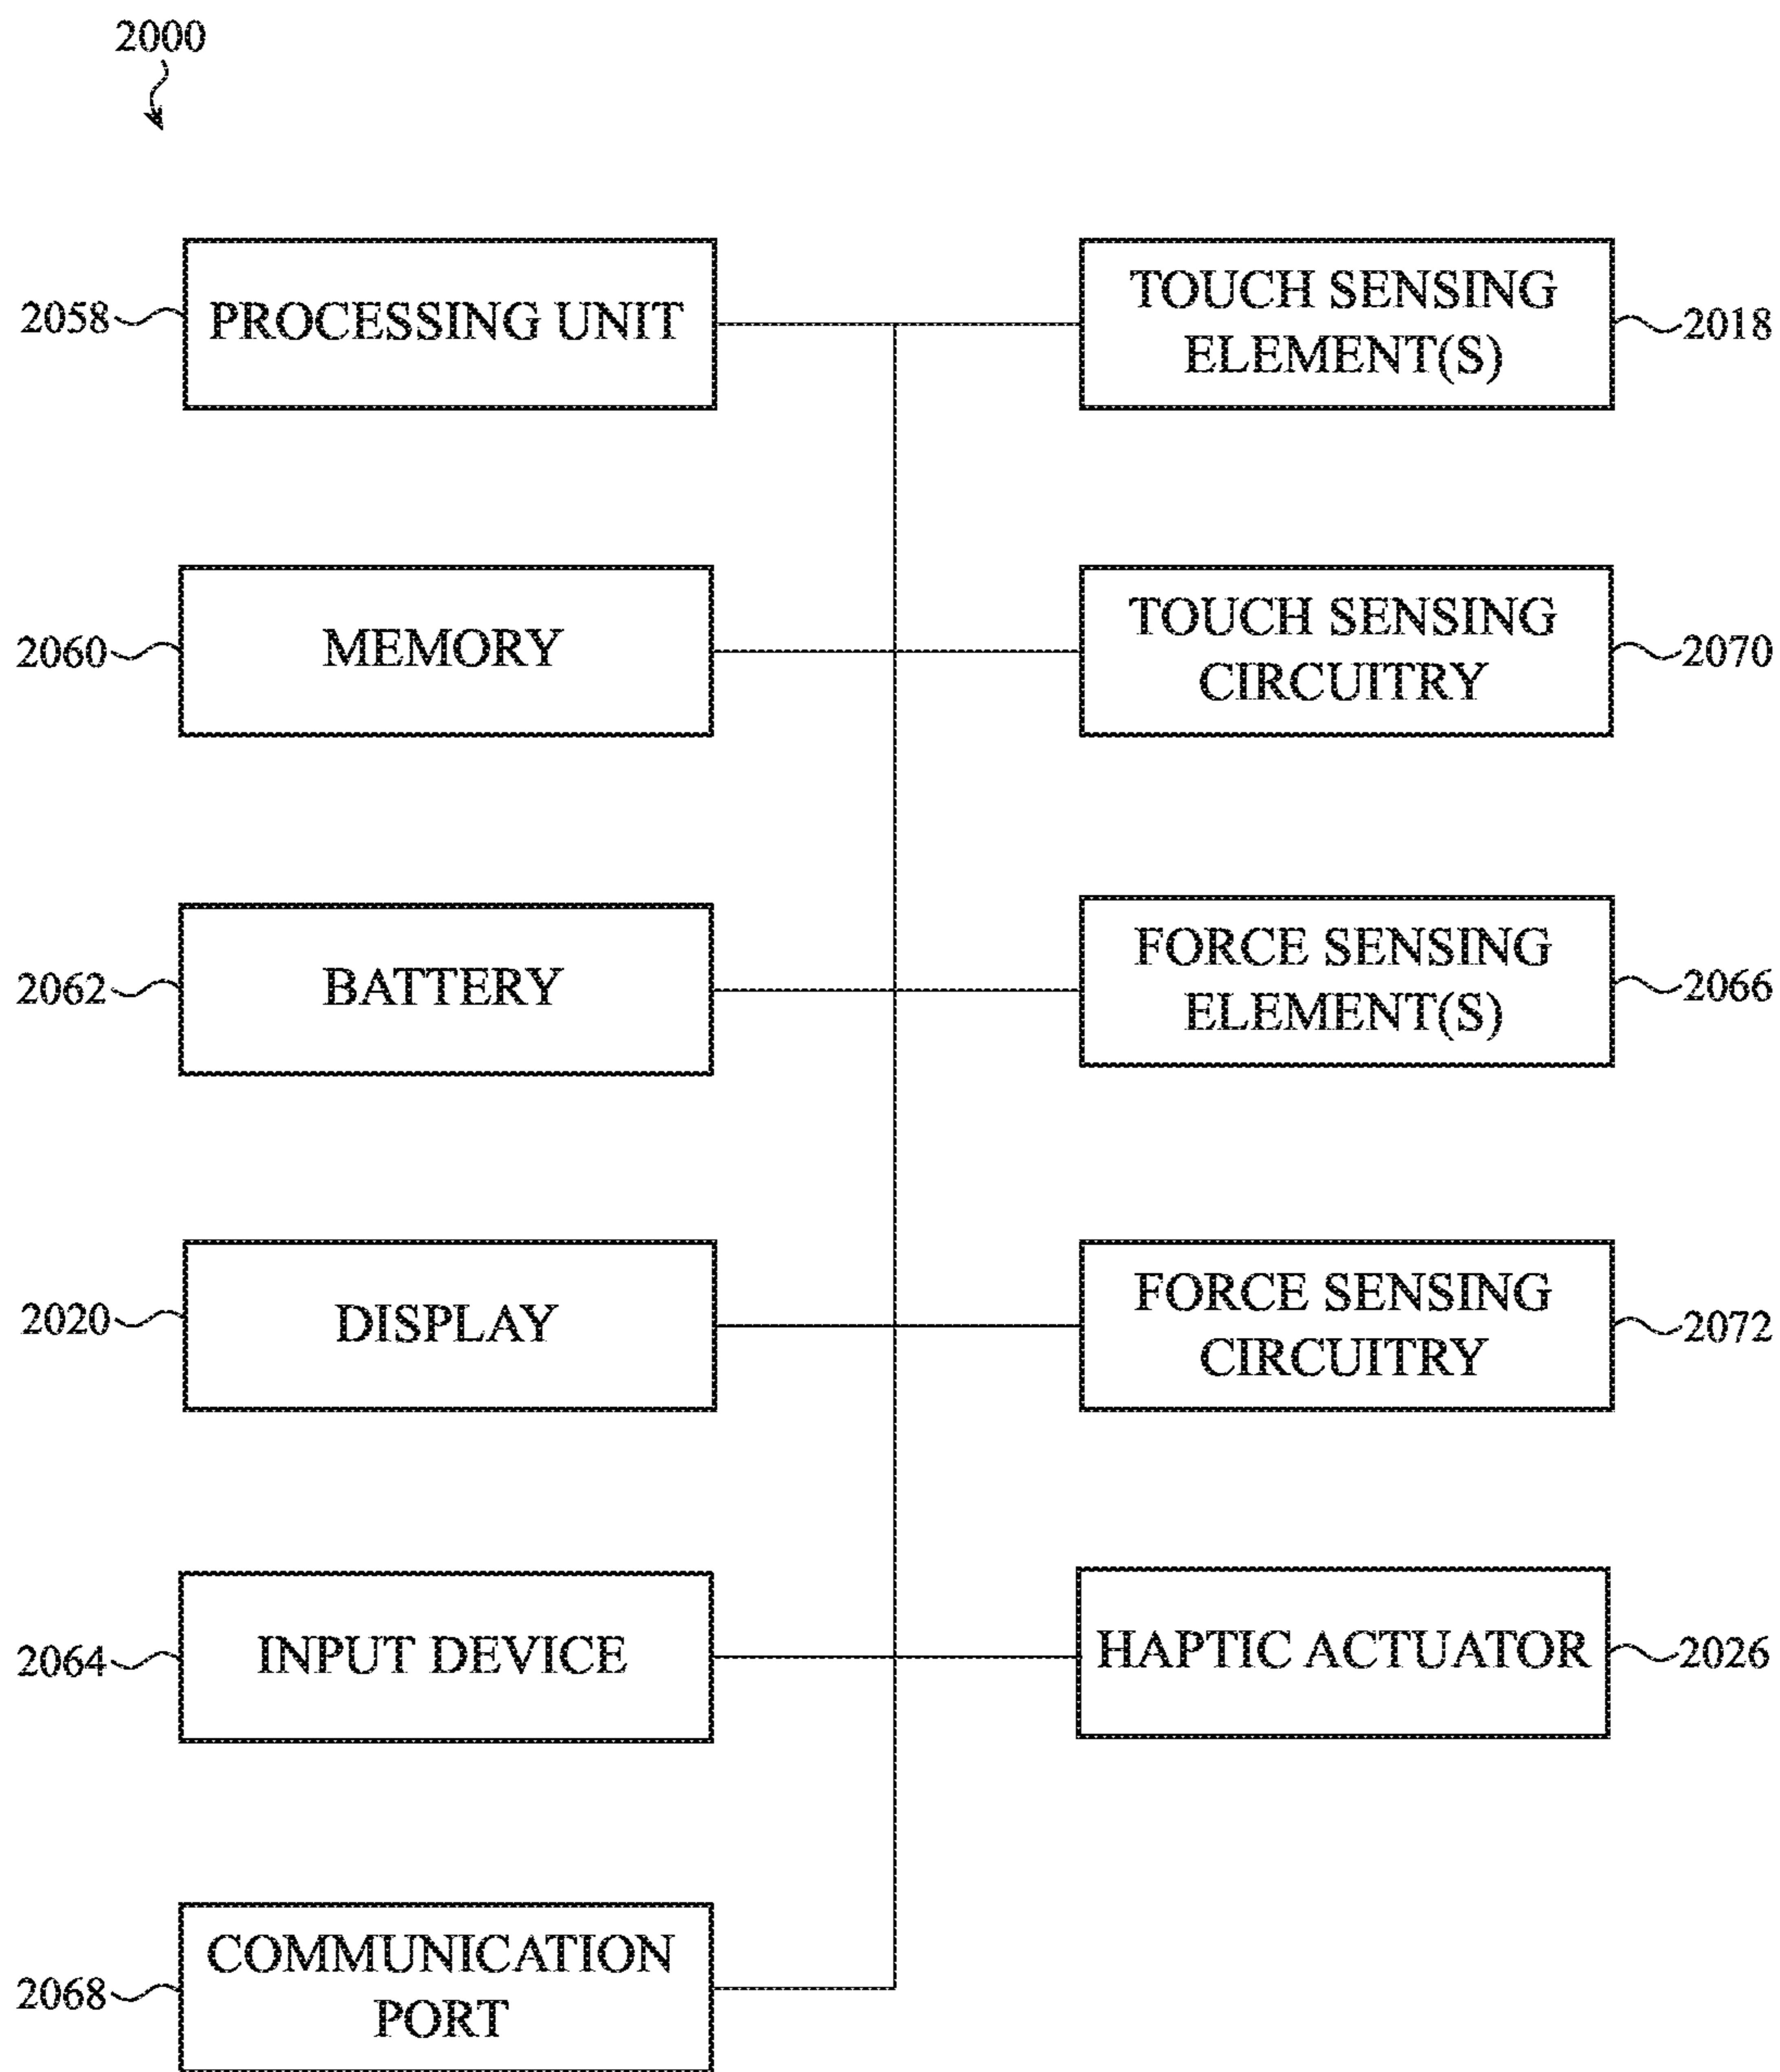 2000
2058
PROCESSING UNIT
TOUCH SENSING
ELEMENT(S)
2018
2060
MEMORY
TOUCH SENSING
CIRCUITRY
2070
2062
BATTERY
FORCE SENSING
ELEMENT(S)
2066
2020
DISPLAY
FORCE SENSING
CIRCUITRY
2072
2064
INPUT DEVICE
HAPTIC ACTUATOR
2026
2068
COMMUNICATION
PORT